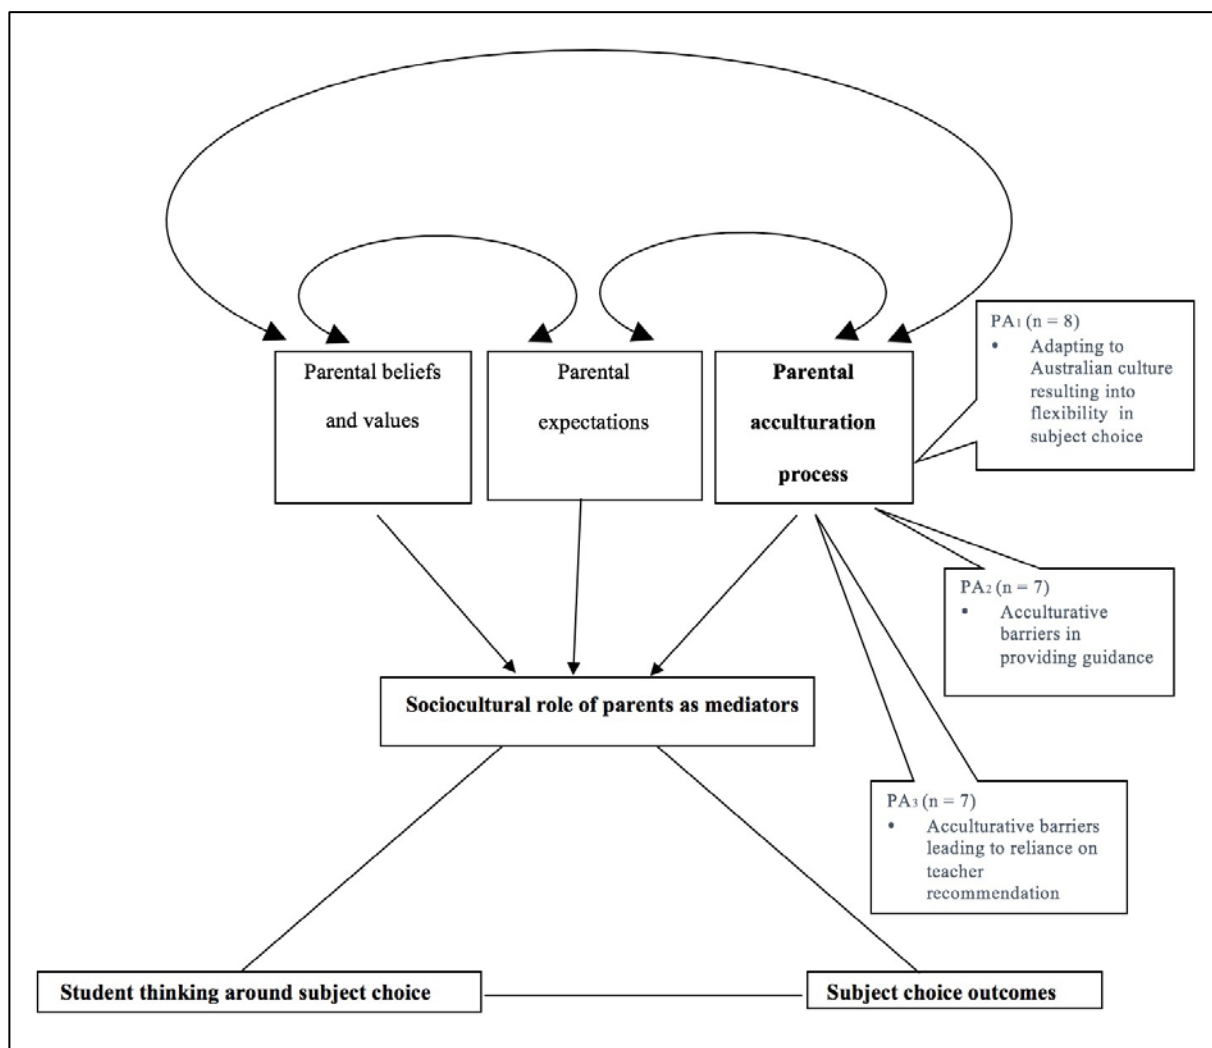 Parental beliefs
and values
Parental
expectations
Parental
acculturation
process
PA1 (n = 8)
• Adapting to
Australian culture
resulting into
flexibility in
subject choice
PA2 (n = 7)
• Acculturative
barriers in
providing guidance
Sociocultural role of parents as mediators
PA3 (n = 7)
• Acculturative barriers
leading to reliance on
teacher
recommendation
Student thinking around subject choice
Subject choice outcomes